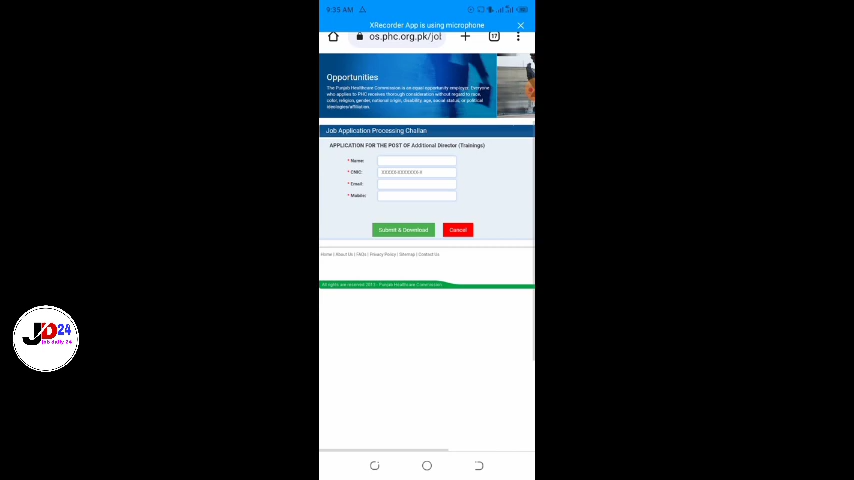 9:35 AM
XRecorder App is using microphone
os.phc.org.pk/jol
17
Opportunities
The Punjab Healthcare Commission is an equal opportunity employer. Everyone
who applies to PHC receives thorough consideration without regard to race,
color, religion, gender, national origin, disability, age, social status, or political
ideologies/affiliation.
Job Application Processing Challan
APPLICATION FOR THE POST OF Additional Director (Trainings)
* Name:
* CNIC: XXXXX-XXXXXXX-X
* Email:
* Mobile:
Submit & Download Cancel
Home | About Us | FAQs | Privacy Policy | Sitemap | Contact Us
All rights are reserved 2011 - Punjab Healthcare Commission
JD 24
job daily 24